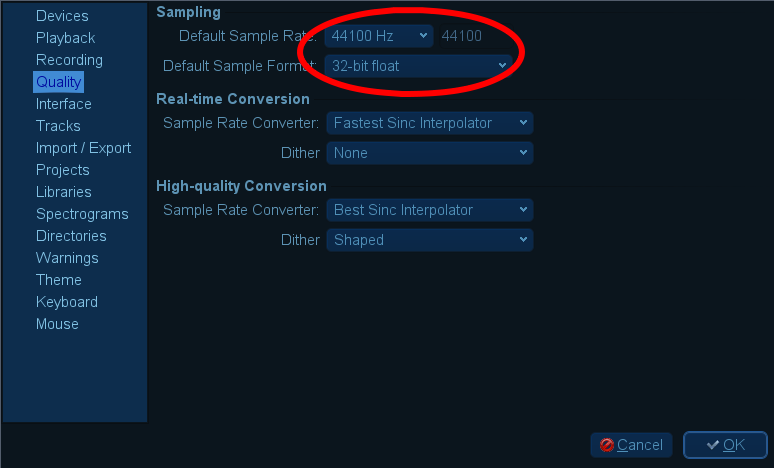 Devices
Playback
Recording
Quality
Interface
Tracks
Import / Export
Projects
Libraries
Spectrograms
Directories
Warnings
Theme
Keyboard
Mouse
Sampling
Default Sample Rate: 44100 Hz 44100
Default Sample Format: 32-bit float
Real-time Conversion
Sample Rate Converter: Fastest Sinc Interpolator
Dither None
High-quality Conversion
Sample Rate Converter: Best Sinc Interpolator
Dither Shaped
Cancel OK